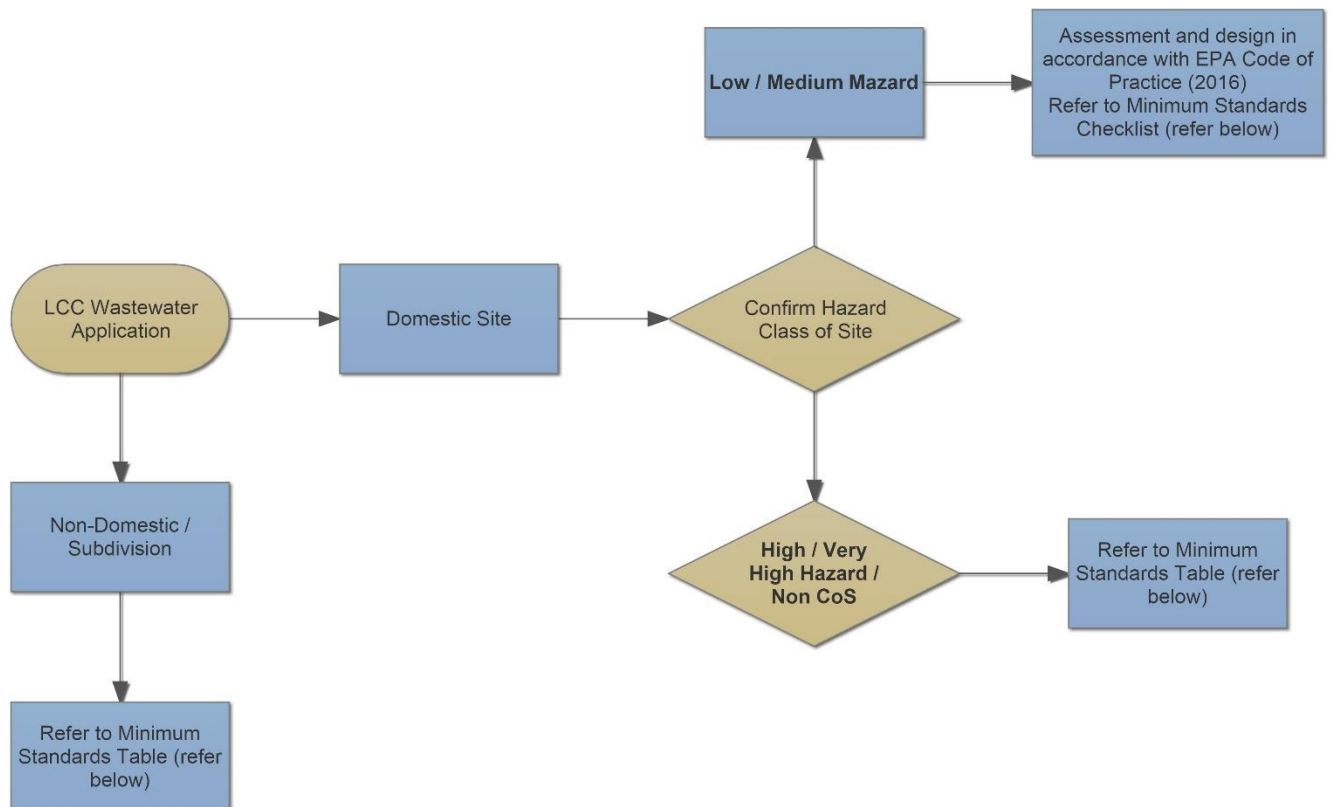 Low / Medium Mazard
Assessment and design in
accordance with EPA Code of
Practice (2016)
Refer to Minimum Standards
Checklist (refer below)
LCC Wastewater
Application
Domestic Site
Confirm Hazard
Class of Site
Non-Domestic /
Subdivision
High / Very
High Hazard /
Non CoS
Refer to Minimum
Standards Table (refer
below)
Refer to Minimum
Standards Table (refer
below)